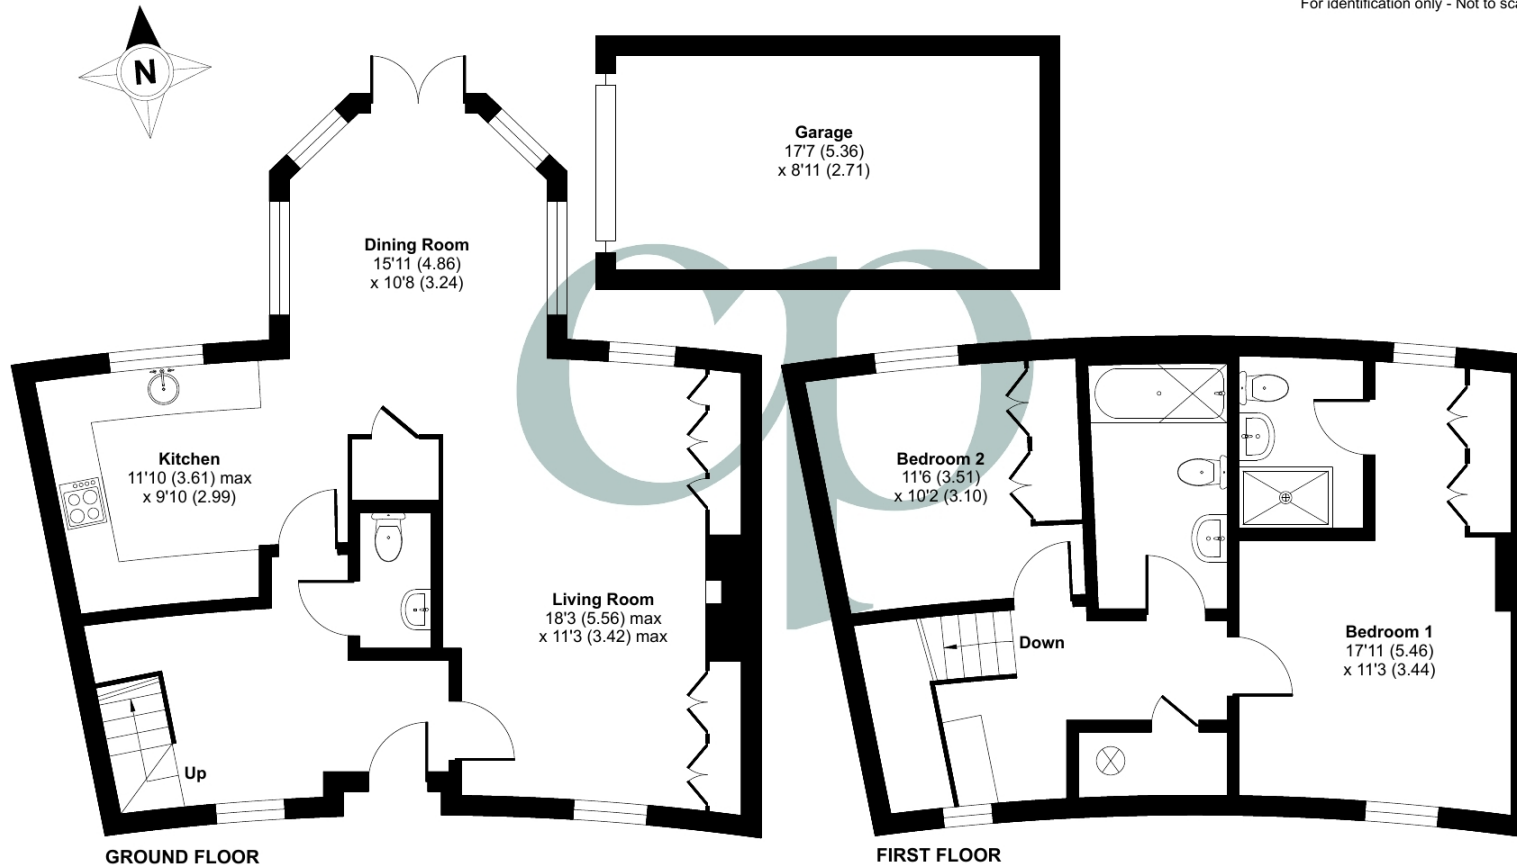 For identification only - Not to sca
N
Garage
17'7 (5.36)
x 8'11 (2.71)
Dining Room
15'11 (4.86)
x 10'8 (3.24)
cp
Kitchen
11'10 (3.61) max
x 9'10 (2.99)
Living Room
18'3 (5.56) max
x 11'3 (3.42) max
Up
GROUND FLOOR
Bedroom 2
11'6 (3.51)
x 10'2 (3.10)
Down
Bedroom 1
17'11 (5.46)
x 11'3 (3.44)
FIRST FLOOR